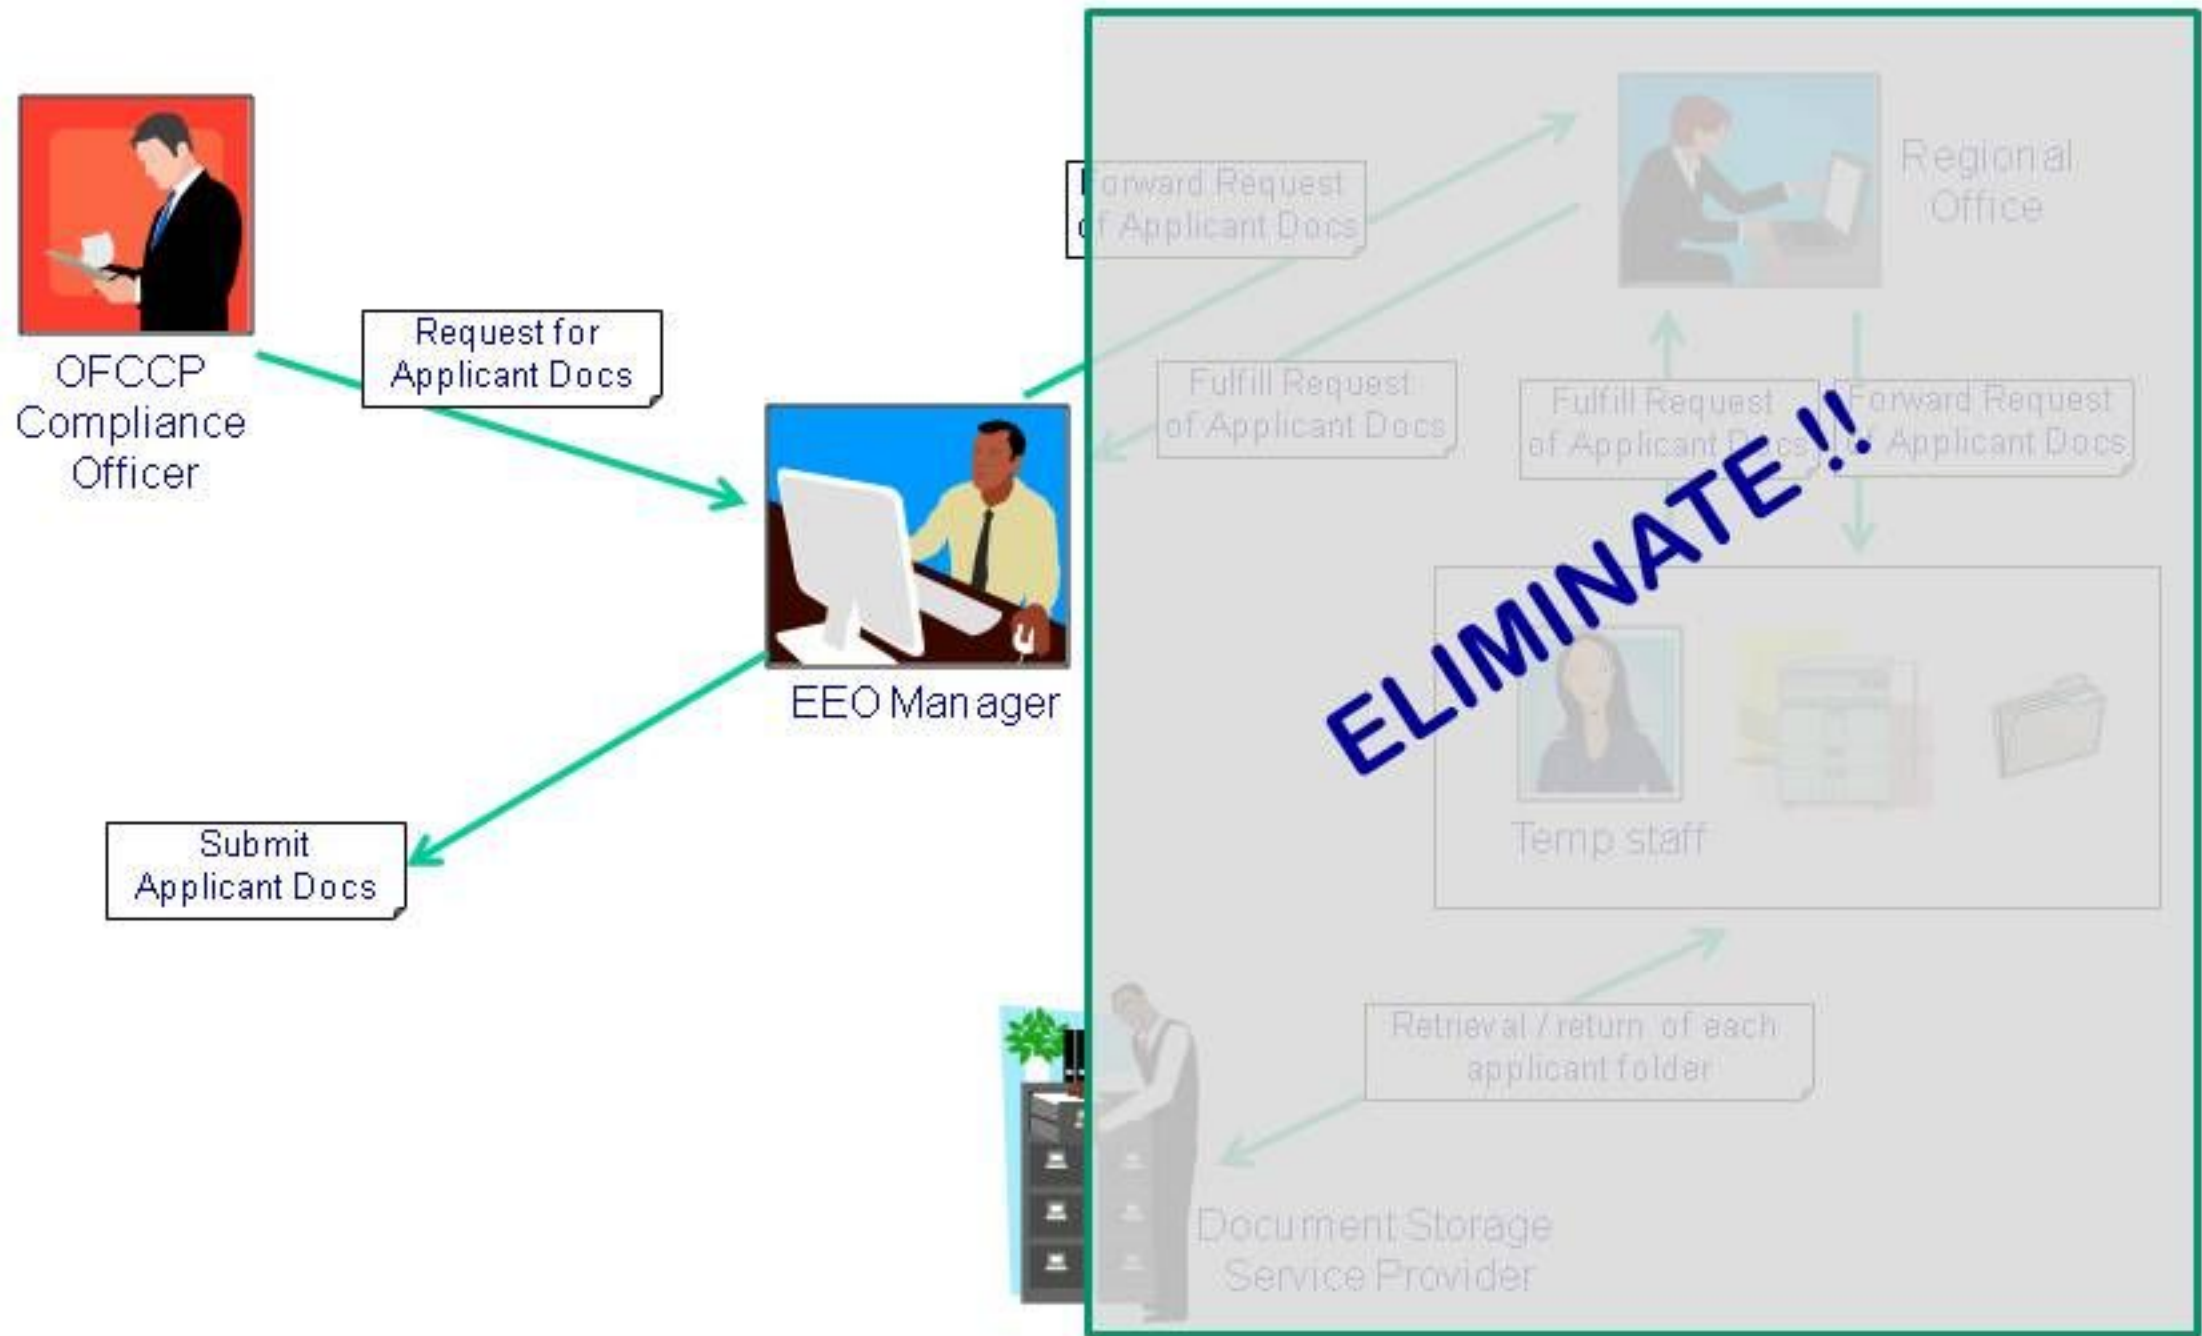 OFCCP
Compliance
Officer
Request for
Applicant Docs
EEO Manager
Submit
Applicant Docs
Forward Request
of Applicant Docs
Fulfill Request
of Applicant Docs
Regional
Office
Fulfill Request
of Applicant Docs
Forward Request
of Applicant Docs
ELIMINATE !!
Temp staff
Retrieval / return of each
applicant folder
Document Storage
Service Provider